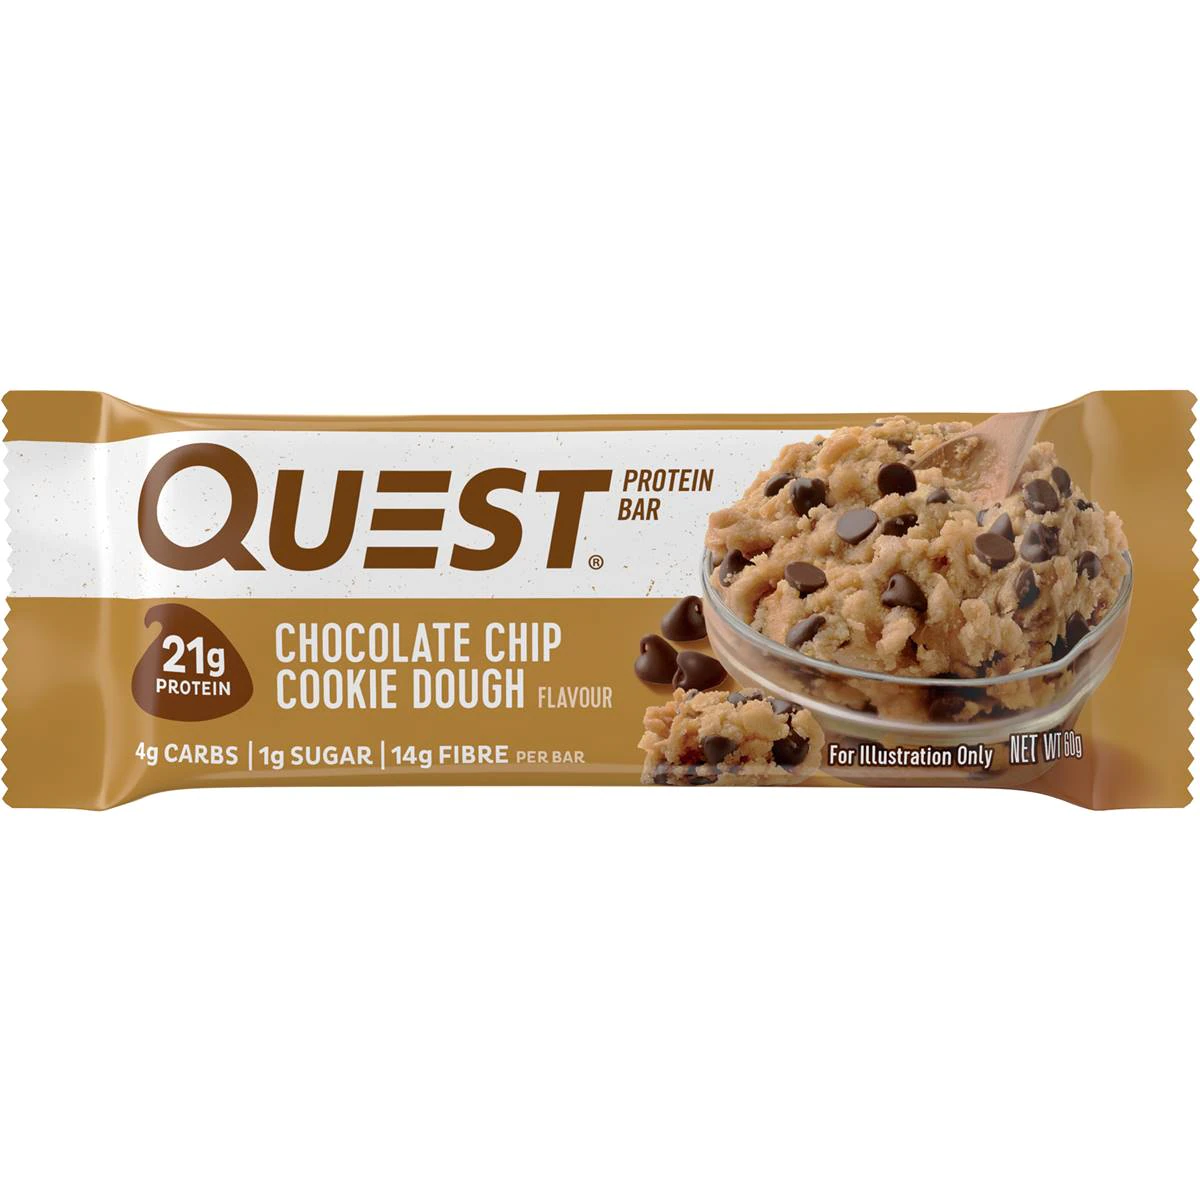 QUEST®
PROTEIN
BAR
21g
PROTEIN
CHOCOLATE CHIP
COOKIE DOUGH FLAVOUR
4g CARBS | 1g SUGAR | 14g FIBRE PER BAR
For Illustration Only
NET WT 60g